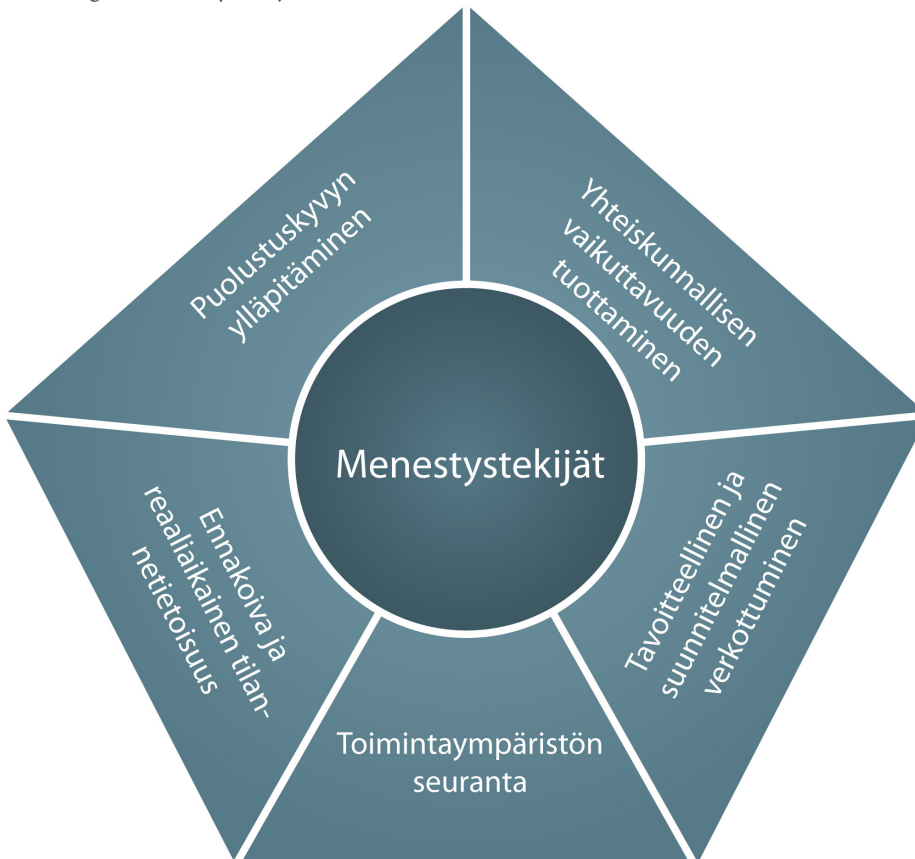 Puolustuskyvyn
ylläpitäminen
Yhteiskunnallisen
vaikuttavuuden
tuottaminen
Menestystekijät
Ennakoiva ja
reaaliaikainen tilan-
netietoisuus
Tavoitteellinen ja
suunnitelmallinen
verkottuminen
Toimintaympäristön
seuranta